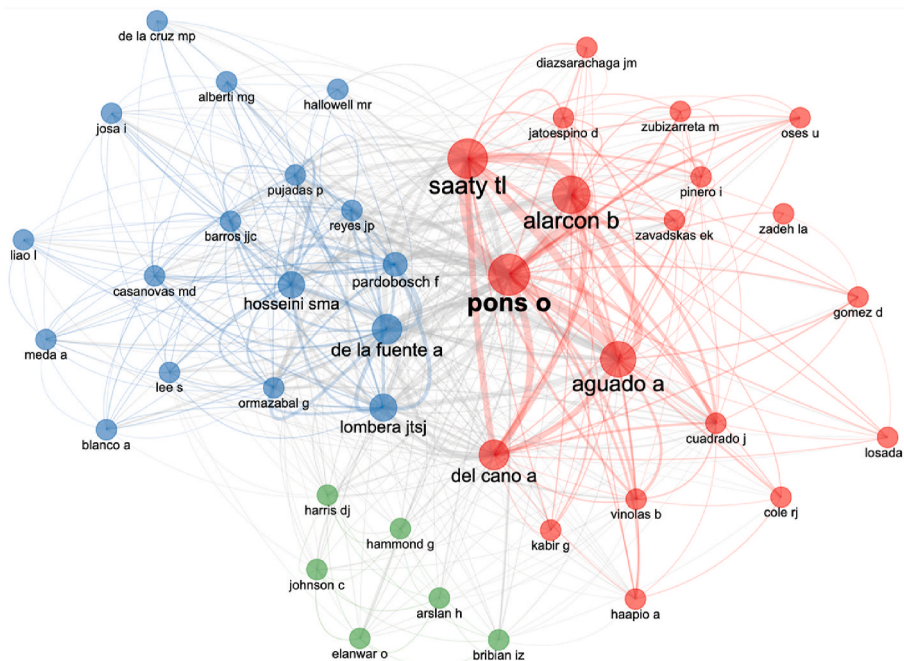 de la cruz mp
diazsarachaga jm
alberti mg
hallowell mr
josa i
jatoespino d
zubizarreta m
oses u
saaty tl
pujadas p
pinero i
alarcon b
reyes jp
barros jjc
zavadskas ek
zadeh la
liao l
pardobosch f
casanovas md
hosseini sma
pons o
gomez d
meda a
de la fuente a
aguado a
lee s
ormazabal g
lombera jtsj
blanco a
cuadrado j
losada
del cano a
harris dj
vinolas b
cole rj
hammond g
kabir g
johnson c
arslan h
haapio a
elanwar o
bribian iz